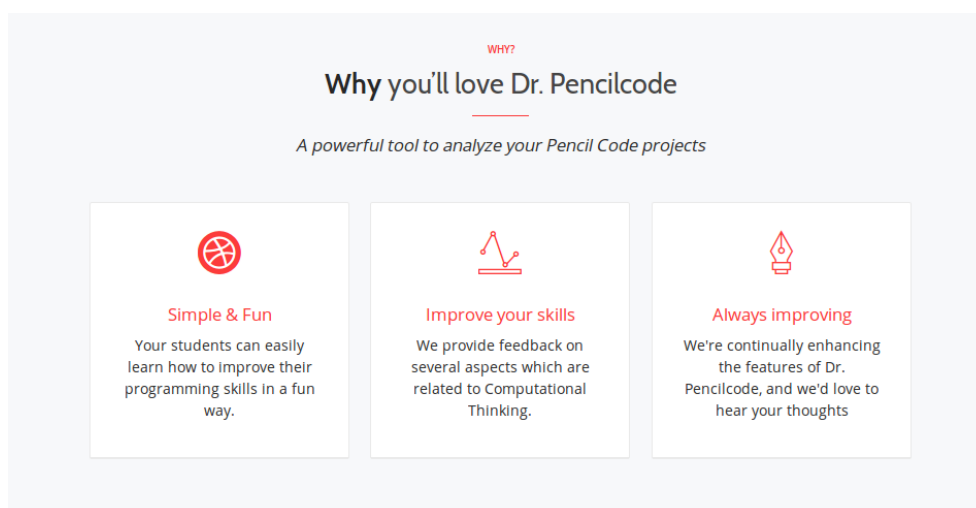 WHY?
Why you'll love Dr. Pencilcode
A powerful tool to analyze your Pencil Code projects
Simple & Fun
Your students can easily
learn how to improve their
programming skills in a fun
way.
Improve your skills
We provide feedback on
several aspects which are
related to Computational
Thinking.
Always improving
We're continually enhancing
the features of Dr.
Pencilcode, and we'd love to
hear your thoughts